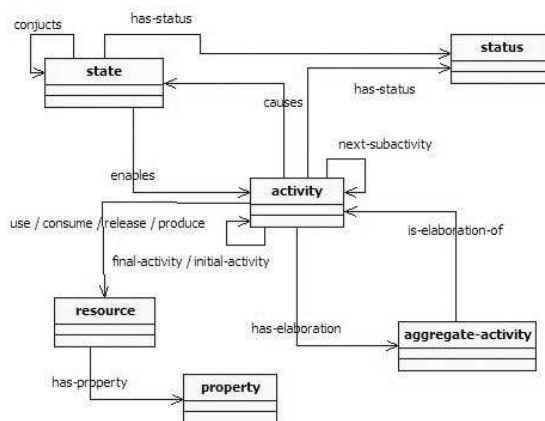 conjucts
has-status
status
state
causes
has-status
next-subactivity
enables
activity
use / consume / release / produce
is-elaboration-of
final-activity / initial-activity
resource
has-elaboration
aggregate-activity
has-property
property